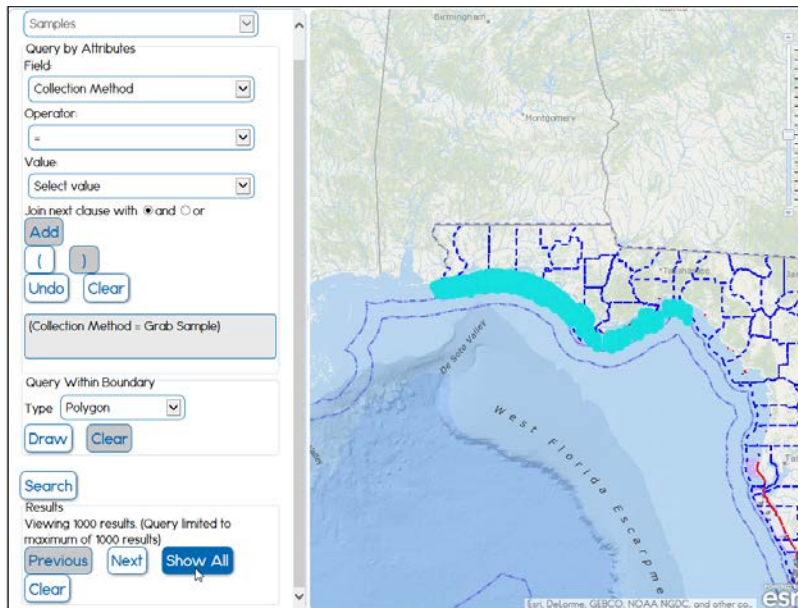 Samples
Query by Attributes
Field:
Collection Method
Operator:
=
Value:
Select value
Join next clause with and or
Add
( )
Undo Clear
(Collection Method = Grab Sample)
Query Within Boundary
Type Polygon
Draw Clear
Search
Results
Viewing 1000 results. (Query limited to
maximum of 1000 results)
Previous Next Show All
Clear
Birmingham
Montgomery
Tallahassee
De Soto Valley
West Florida Escarpme
Esri, DeLorme, GEBCO, NOAA NGDC, and other co...
esri